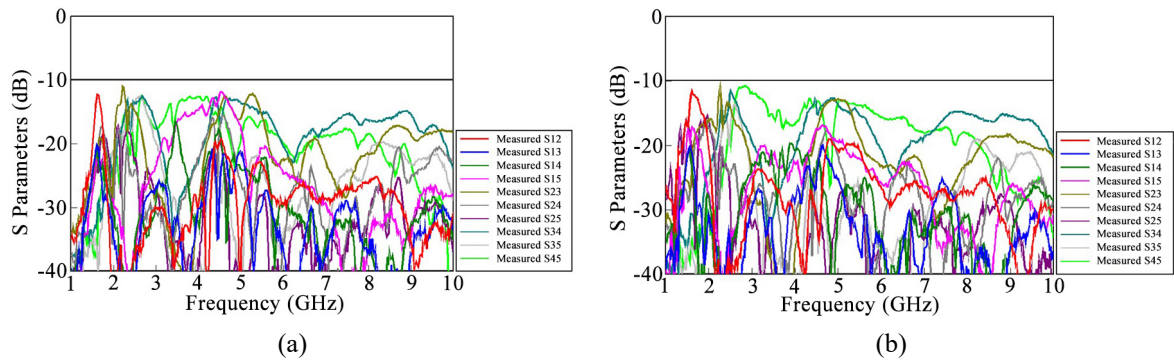 S Parameters (dB)
0
-10
-20
-30
-40
1 2 3 4 5 6 7 8 9 10
Frequency (GHz)
Measured S12
Measured S13
Measured S14
Measured S15
Measured S23
Measured S24
Measured S25
Measured S34
Measured S35
Measured S45
(a)
S Parameters (dB)
0
-10
-20
-30
-40
1 2 3 4 5 6 7 8 9 10
Frequency (GHz)
Measured S12
Measured S13
Measured S14
Measured S15
Measured S23
Measured S24
Measured S25
Measured S34
Measured S35
Measured S45
(b)